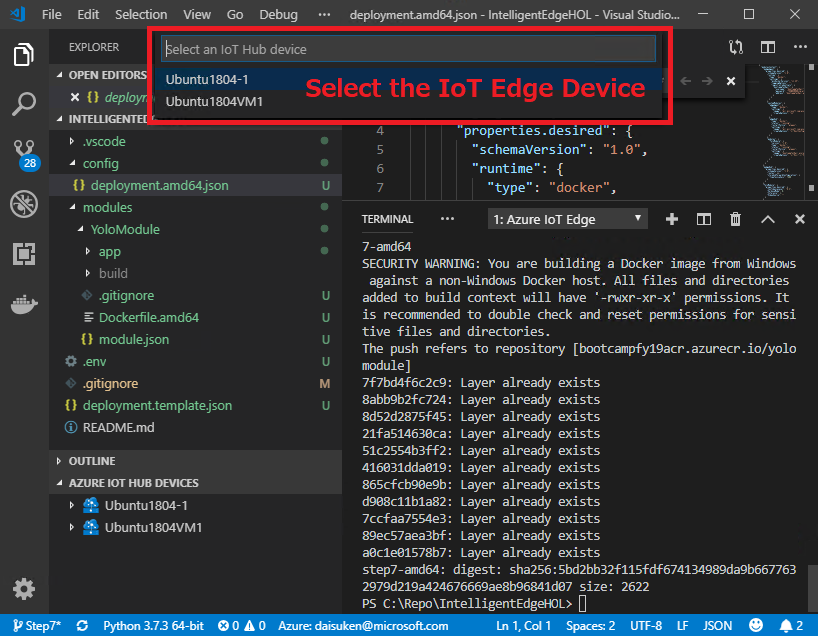 File Edit Selection View Go Debug ··· deployment.amd64.json - IntelligentEdgeHOL - Visual Studio...
EXPLORER
Select an IoT Hub device
Ubuntu1804-1
Ubuntu1804VM1
Select the IoT Edge Device
OPEN EDITORS
{} deploym
INTELLIGENTED
.vscode
config
{} deployment.amd64.json U
modules
YoloModule
app
build
.gitignore U
Dockerfile.amd64 U
{} module.json U
.env U
.gitignore M
{} deployment.template.json U
README.md
OUTLINE
AZURE IOT HUB DEVICES
Ubuntu1804-1
Ubuntu1804VM1
28
4 "properties.desired": {
5 "schemaVersion": "1.0",
6 "runtime": {
7 "type": "docker",
TERMINAL ··· 1: Azure IoT Edge
7-amd64
SECURITY WARNING: You are building a Docker image from Windows
against a non-Windows Docker host. All files and directories
added to build context will have '-rwxr-xr-x' permissions. It
is recommended to double check and reset permissions for sensi
tive files and directories.
The push refers to repository [bootcampfy19acr.azurecr.io/yolo
module]
7f7bd4f6c2c9: Layer already exists
8abb9b2fc724: Layer already exists
8d52d2875f45: Layer already exists
21fa514630ca: Layer already exists
51c2554b3ff2: Layer already exists
416031dda019: Layer already exists
865cfcb90e9b: Layer already exists
d908c11b1a82: Layer already exists
7ccfaa7554e3: Layer already exists
89ec57aea3bf: Layer already exists
a0c1e01578b7: Layer already exists
step7-amd64: digest: sha256:5bd2bb32f115fdf674134989da9b667763
2979d219a424676669ae8b96841d07 size: 2622
PS C:\Repo\IntelligentEdgeHOL>
Step7* Python 3.7.3 64-bit 0 0 Azure: daisuken@microsoft.com Ln 1, Col 1 Spaces: 2 UTF-8 LF JSON 2